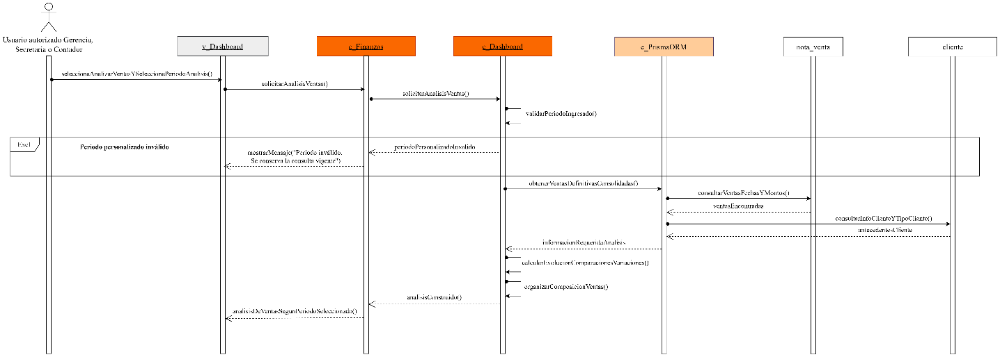 Usuario autorizado Gerencia,
Secretaria o Contador
v_Dashboard
c_Finanzas
c_Dashboard
c_PrismaORM
nota_venta
cliente
seleccionaAnalizarVentasYSeleccionaPeriodoAnalisis()
solicitarAnalisisVentas()
solicitarAnalisisVentas()
validarPeriodoIngresado()
Exc1
Periodo personalizado inválido
periodoPersonalizadoInvalido
mostrarMensaje("Periodo inválido.
Se conserva la consulta vigente")
obtenerVentasDefinitivasConsolidadas()
consultarVentasFechasYMontos()
ventasEncontradas
consultarInfoClienteYTipoCliente()
antecedentesCliente
informacionRequeridaAnalisis
calcularEvolucionComparacionesVariaciones()
organizarComposicionVentas()
analisisConstruido()
analisisDeVentasSegunPeriodoSeleccionado()